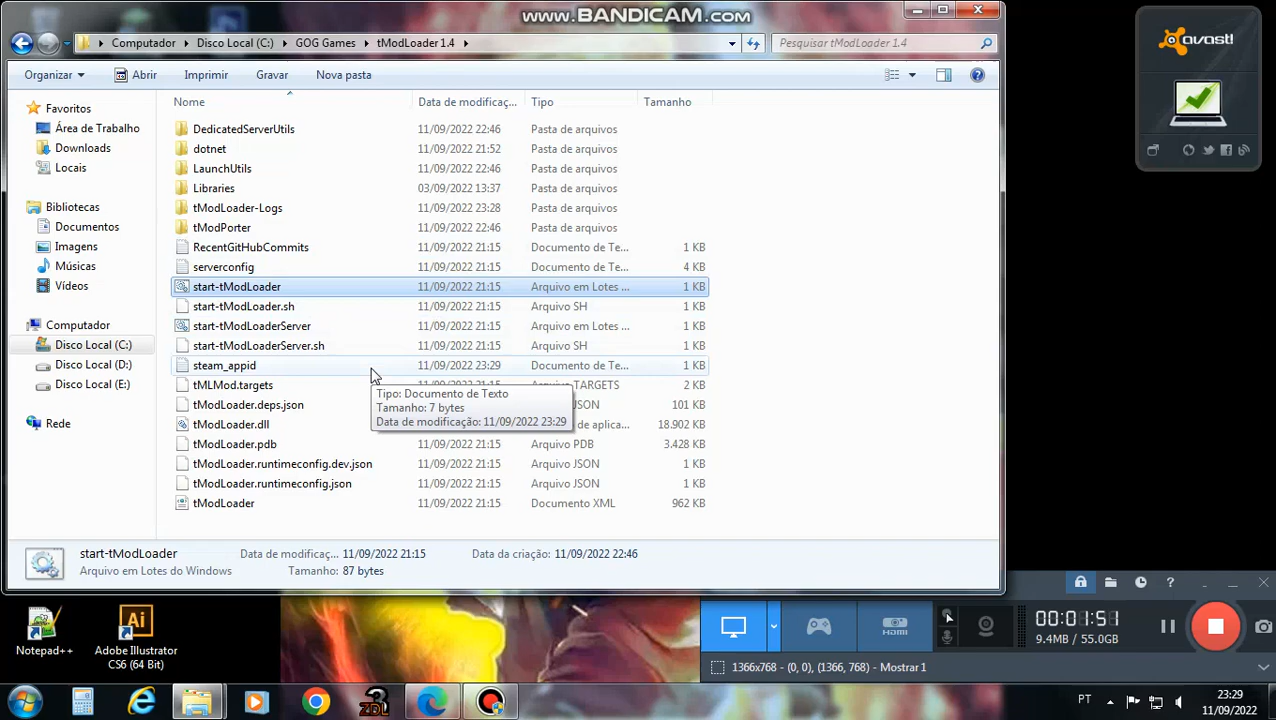 www.BANDICAM.com
Computador Disco Local (C:) GOG Games tModLoader 1.4
Pesquisar tModLoader 1.4
Organizar Abrir Imprimir Gravar Nova pasta
Nome Data de modificaç... Tipo Tamanho
Favoritos
Área de Trabalho
Downloads
Locais
Bibliotecas
Documentos
Imagens
Músicas
Vídeos
Computador
Disco Local (C:)
Disco Local (D:)
Disco Local (E:)
Rede
DedicatedServerUtils 11/09/2022 22:46 Pasta de arquivos
dotnet 11/09/2022 21:52 Pasta de arquivos
LaunchUtils 11/09/2022 22:46 Pasta de arquivos
Libraries 03/09/2022 13:37 Pasta de arquivos
tModLoader-Logs 11/09/2022 23:28 Pasta de arquivos
tModPorter 11/09/2022 22:46 Pasta de arquivos
RecentGitHubCommits 11/09/2022 21:15 Documento de Te... 1 KB
serverconfig 11/09/2022 21:15 Documento de Te... 4 KB
start-tModLoader 11/09/2022 21:15 Arquivo em Lotes ... 1 KB
start-tModLoader.sh 11/09/2022 21:15 Arquivo SH 1 KB
start-tModLoaderServer 11/09/2022 21:15 Arquivo em Lotes ... 1 KB
start-tModLoaderServer.sh 11/09/2022 21:15 Arquivo SH 1 KB
steam_appid 11/09/2022 23:29 Documento de Te... 1 KB
tMLMod.targets TARGETS 2 KB
tModLoader.deps.json JSON 101 KB
tModLoader.dll de aplica... 18.902 KB
tModLoader.pdb 11/09/2022 21:15 Arquivo PDB 3.428 KB
tModLoader.runtimeconfig.dev.json 11/09/2022 21:15 Arquivo JSON 1 KB
tModLoader.runtimeconfig.json 11/09/2022 21:15 Arquivo JSON 1 KB
tModLoader 11/09/2022 21:15 Documento XML 962 KB
Tipo: Documento de Texto
Tamanho: 7 bytes
Data de modificação: 11/09/2022 23:29
start-tModLoader Data de modificaç... 11/09/2022 21:15 Data da criação: 11/09/2022 22:46
Arquivo em Lotes do Windows Tamanho: 87 bytes
avast!
Notepad++
Ai
Adobe Illustrator
CS6 (64 Bit)
HDMI
00:01:51
9.4MB / 55.0GB
1366x768 - (0, 0), (1366, 768) - Mostrar 1
3
ZDL
PT
23:29
11/09/2022